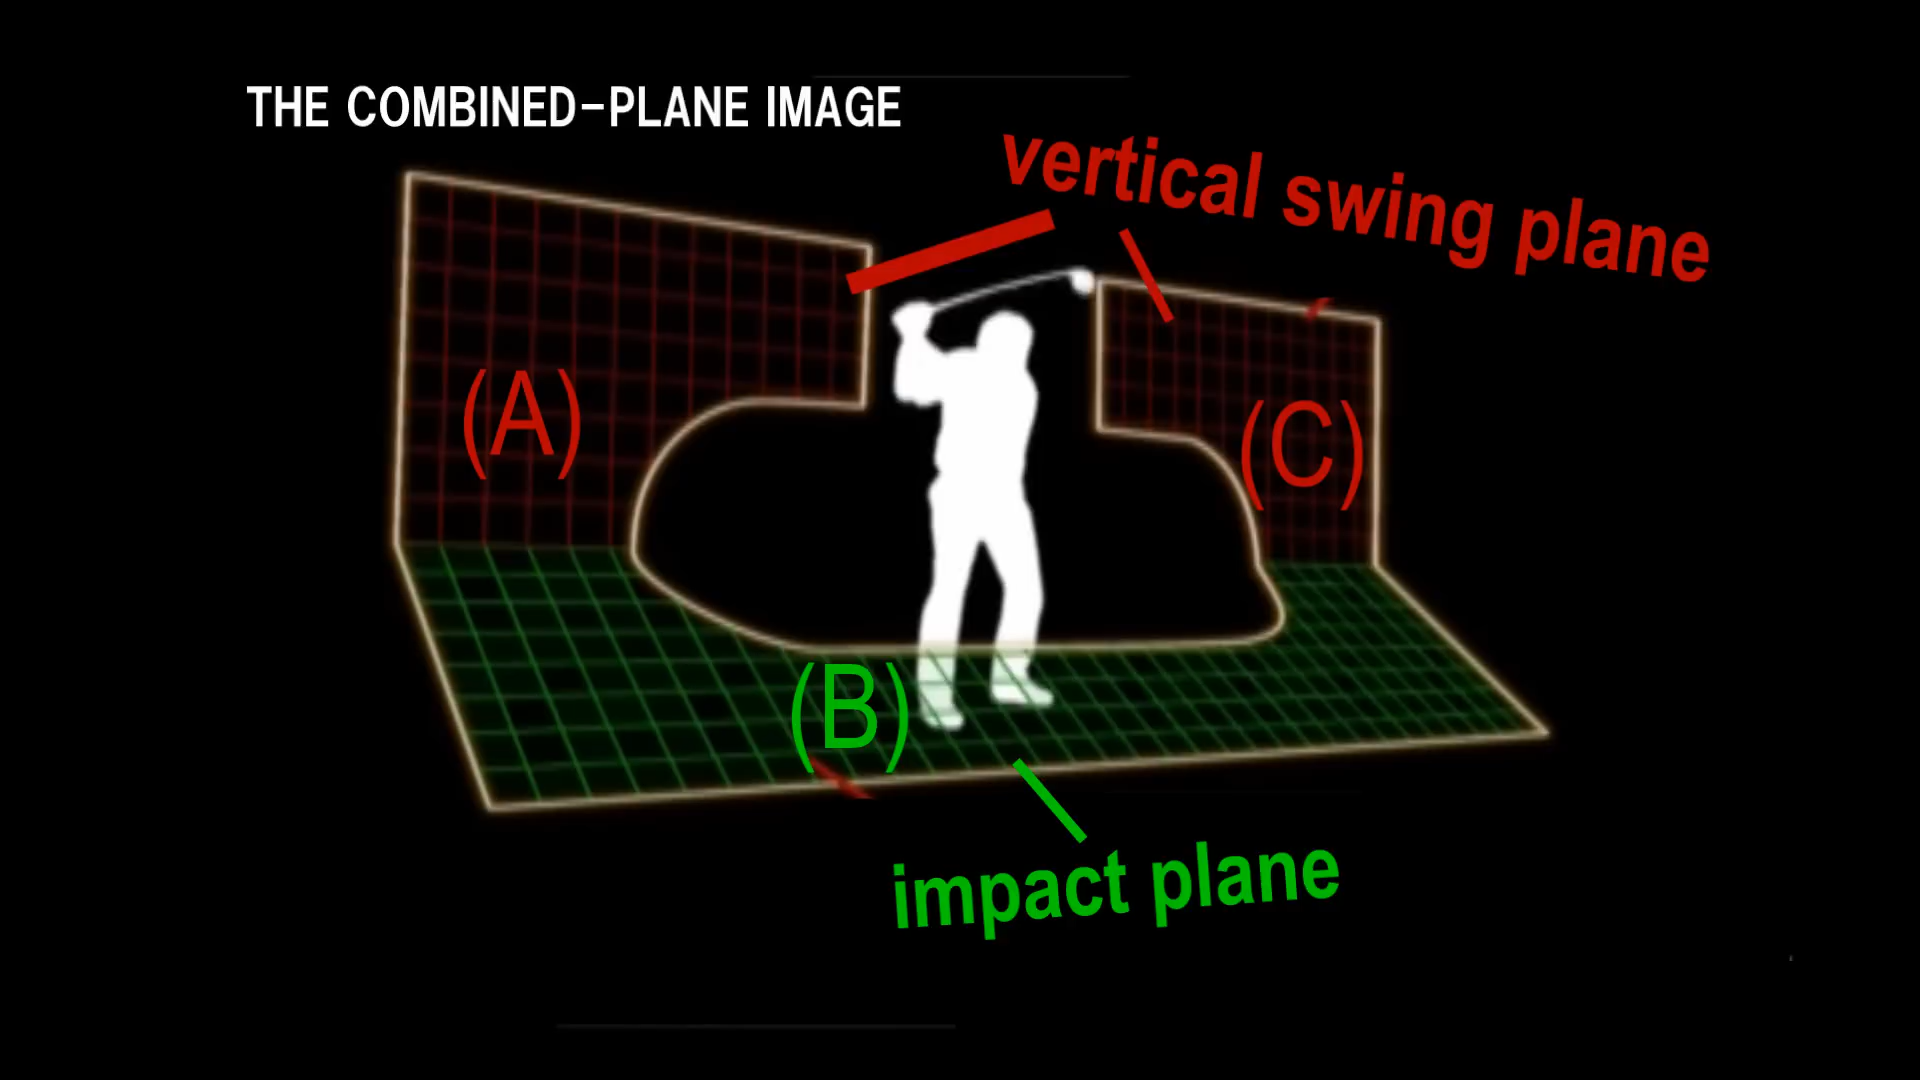 THE COMBINED-PLANE IMAGE
vertical swing plane
(A)
(C)
(B)
impact plane